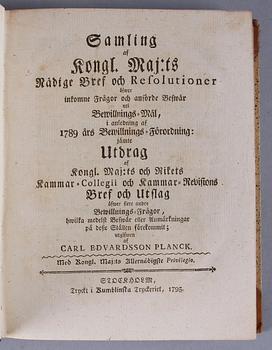 Samling
af
Kongl. Maj:ts
Nådige Bref och Resolutioner
öfwer
inkomne Frågor och anförde Beswär
uti
Bewillnings-Mål,
i anledning af
1789 års Bewillnings-Förordning:
jämte
Utdrag
af
Kongl. Maj:ts och Rikets
Kammar-Collegii och Kammar-Revisions
Bref och Utslag
öfwer flere andre
Bewillnings-Frågor,
hwilka medelst Beswär eller Anmärkningar
på desse Ställen förekommit;
utgifwen
af
CARL EDVARDSSON PLANCK.
Med Kongl. Maj:ts Allernådigste Privilegio.
STOCKHOLM,
Tryckt i Kumblinska Tryckeriet, 1795.